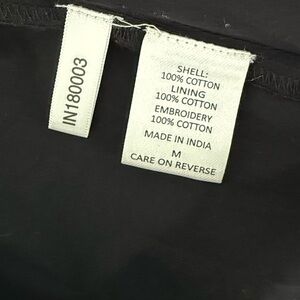 IN180003
SHELL:
100% COTTON
LINING
100% COTTON
EMBROIDERY
100% COTTON
MADE IN INDIA
M
CARE ON REVERSE